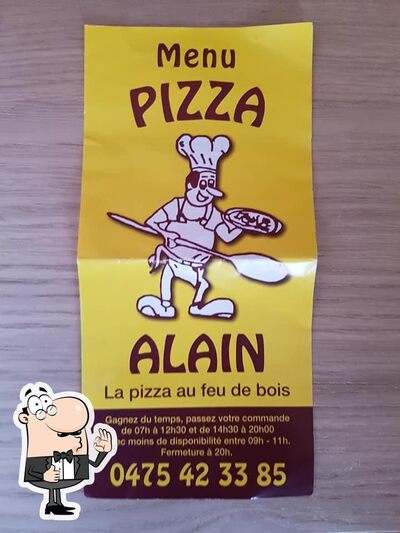 Menu
PIZZA
ALAIN
La pizza au feu de bois
Gagnez du temps, passez votre commande
de 07h à 12h30 et de 14h30 à 20h00
moins de disponibilité entre 09h - 11h.
Fermeture à 20h.
0475 42 33 85